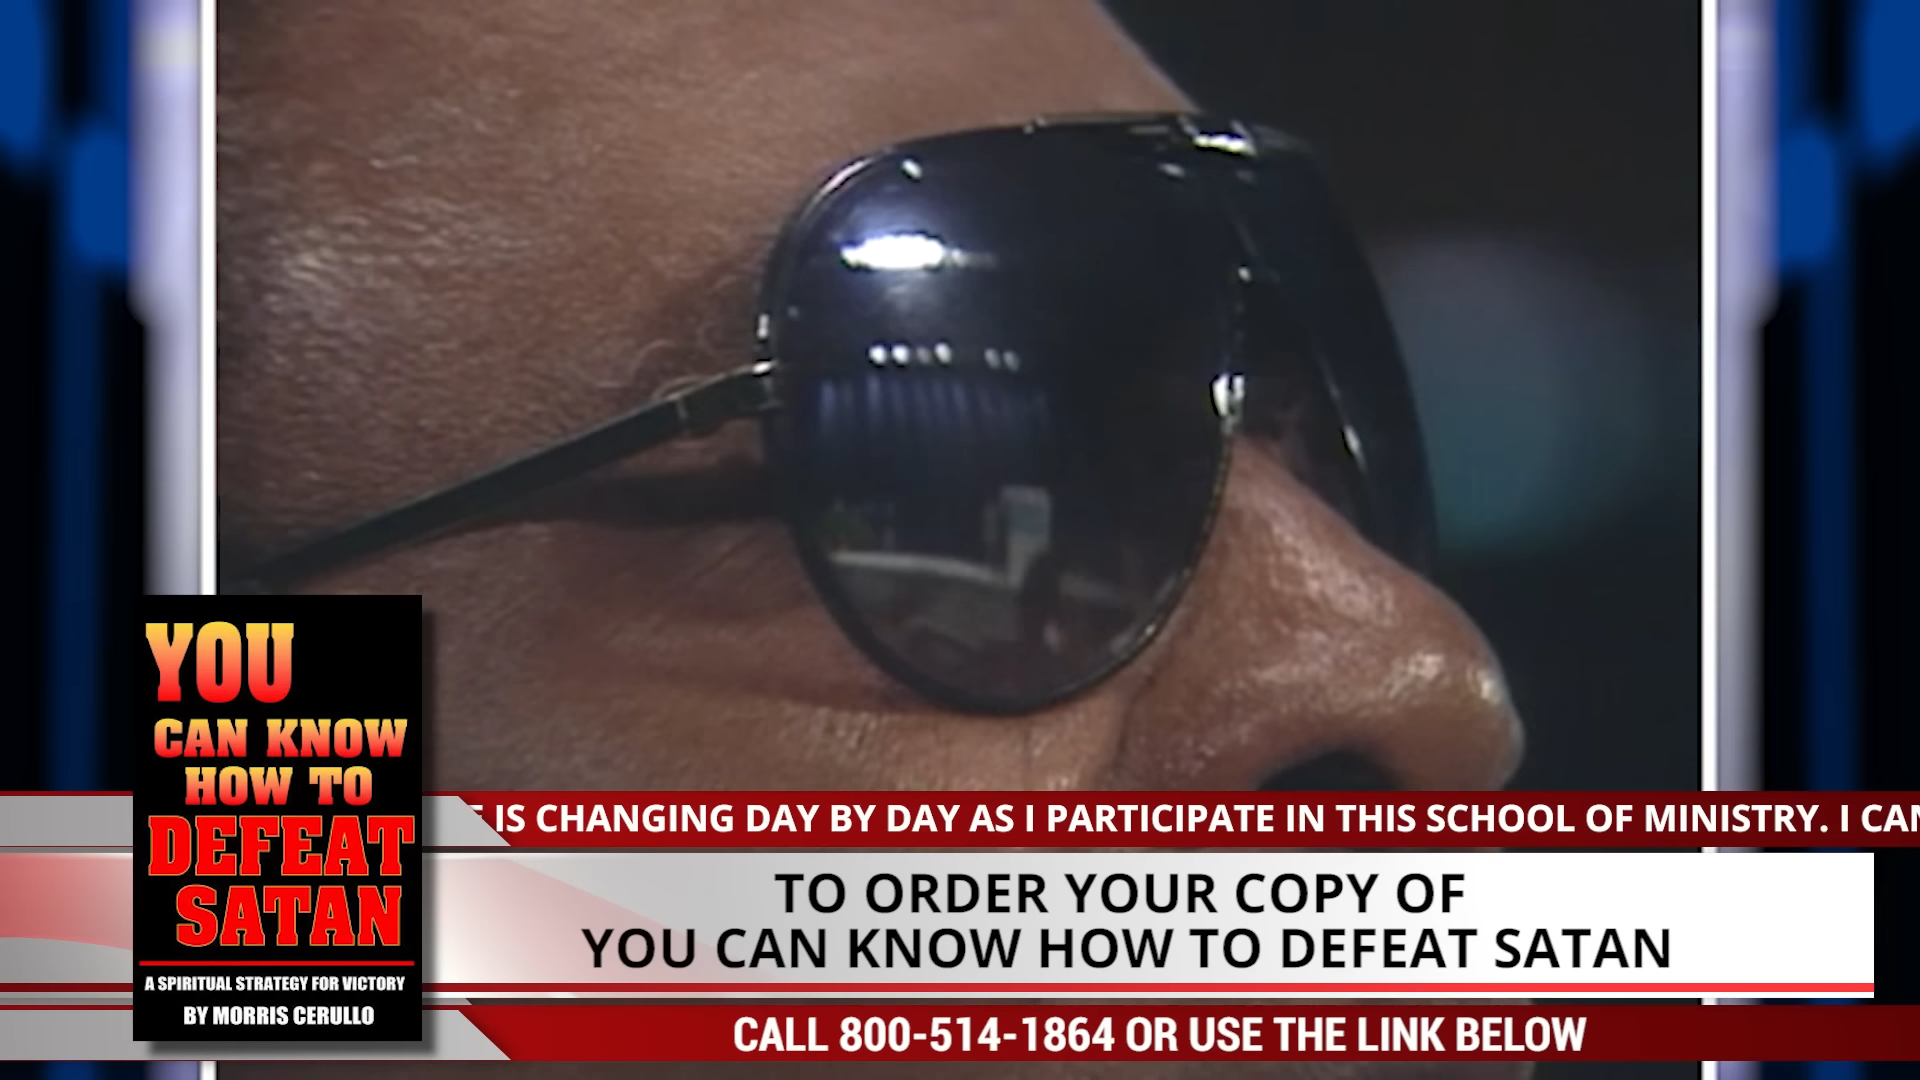 YOU
CAN KNOW
HOW TO
DEFEAT
SATAN
A SPIRITUAL STRATEGY FOR VICTORY
BY MORRIS CERULLO
IS CHANGING DAY BY DAY AS I PARTICIPATE IN THIS SCHOOL OF MINISTRY. I CAN
TO ORDER YOUR COPY OF
YOU CAN KNOW HOW TO DEFEAT SATAN
CALL 800-514-1864 OR USE THE LINK BELOW